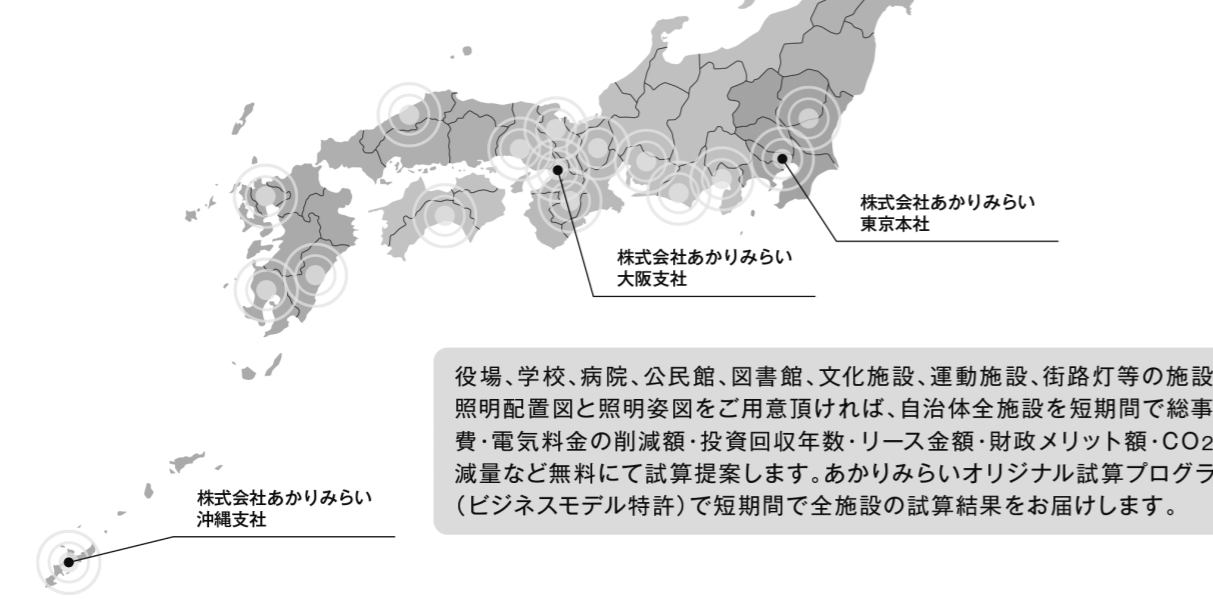 株式会社あかりみらい
東京本社
株式会社あかりみらい
大阪支社
役場、学校、病院、公民館、図書館、文化施設、運動施設、街路灯等の施設
照明配置図と照明姿図をご用意頂ければ、自治体全施設を短期間で総事
費・電気料金の削減額・投資回収年数・リース金額・財政メリット額・CO2
減量など無料にて試算提案します。あかりみらいオリジナル試算プログラ
（ビジネスモデル特許）で短期間で全施設の試算結果をお届けします。
株式会社あかりみらい
沖縄支社